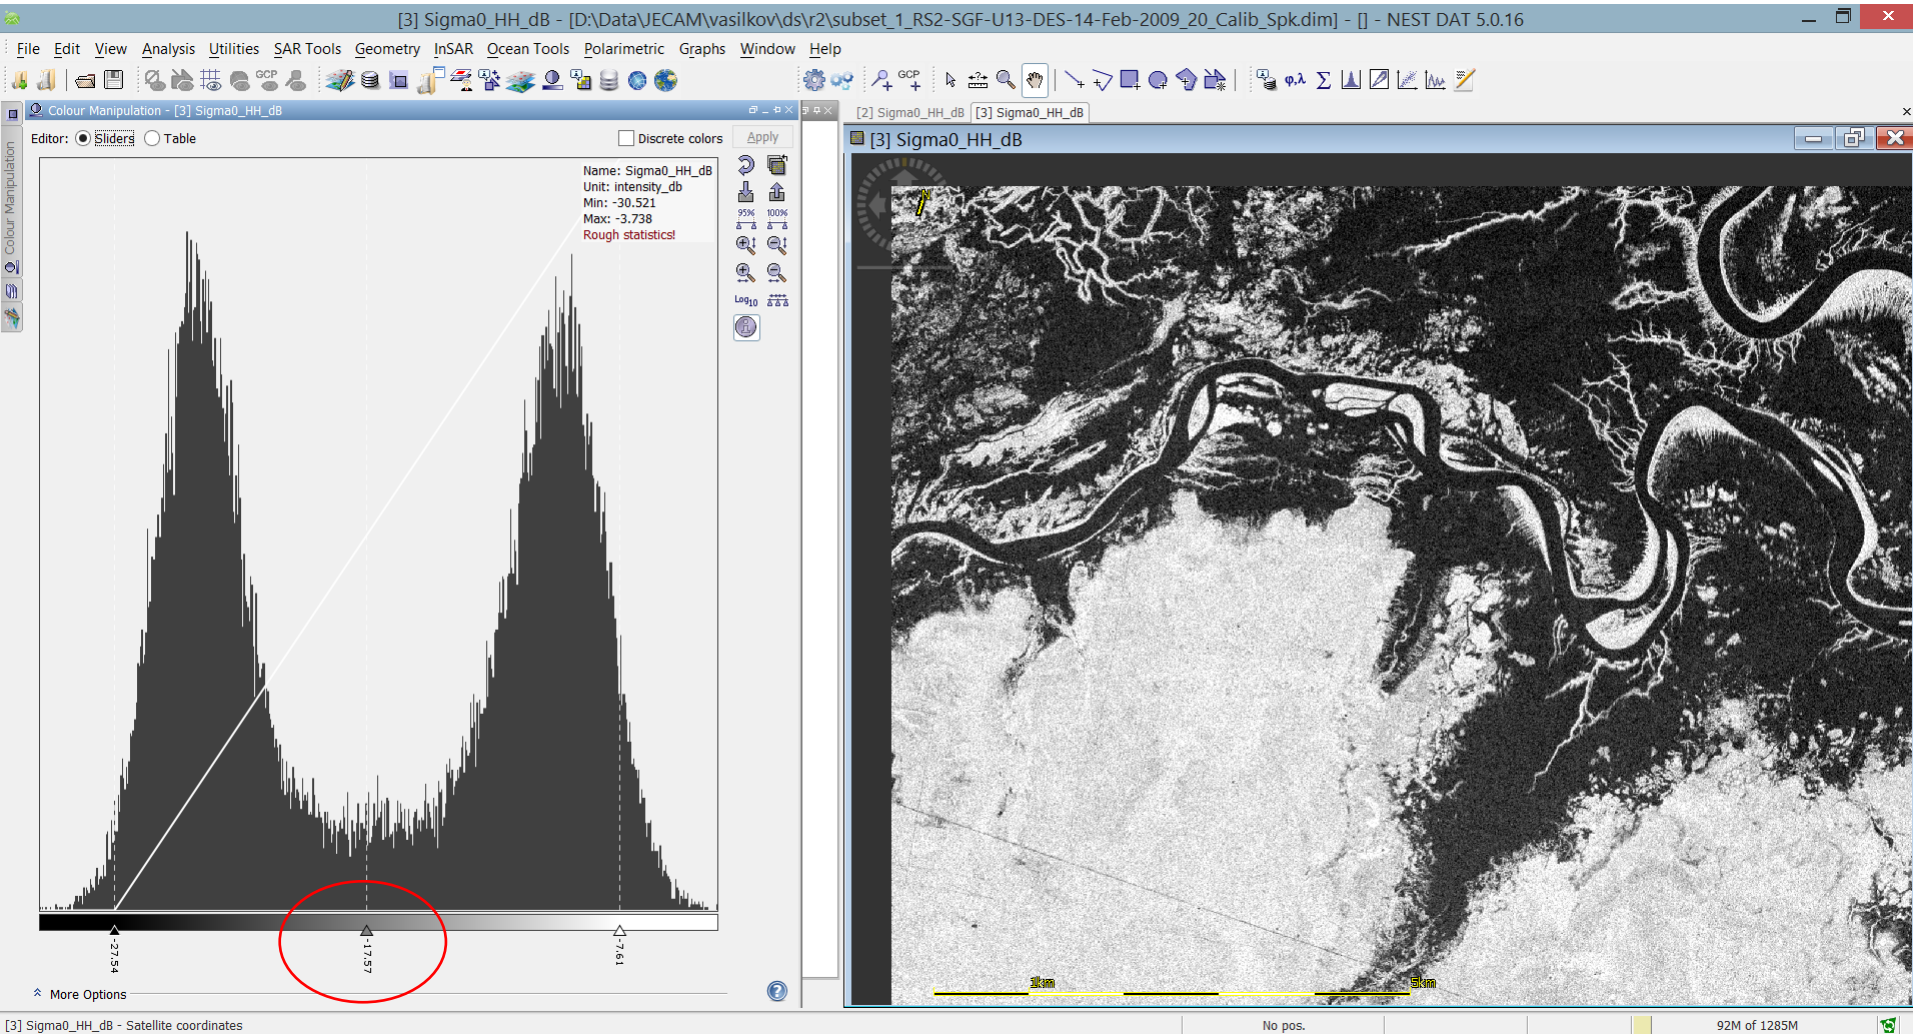 [3] Sigma0_HH_dB - [D:\Data\JECAM\vasilkov\ds\r2\subset_1_RS2-SGF-U13-DES-14-Feb-2009_20_Calib_Spk.dim] - [] - NEST DAT 5.0.16
File Edit View Analysis Utilities SAR Tools Geometry InSAR Ocean Tools Polarimetric Graphs Window Help
GCP GCP φ,λ Σ
Colour Manipulation - [3] Sigma0_HH_dB
[2] Sigma0_HH_dB [3] Sigma0_HH_dB
Editor: Sliders Table Discrete colors Apply
[3] Sigma0_HH_dB
Colour Manipulation
Name: Sigma0_HH_dB
Unit: intensity_db
Min: -30.521
Max: -3.738
Rough statistics!
95% 100%
Log10
N
-27.54 -17.57 -7.61
1km 5km
More Options
[3] Sigma0_HH_dB - Satellite coordinates No pos. 92M of 1285M